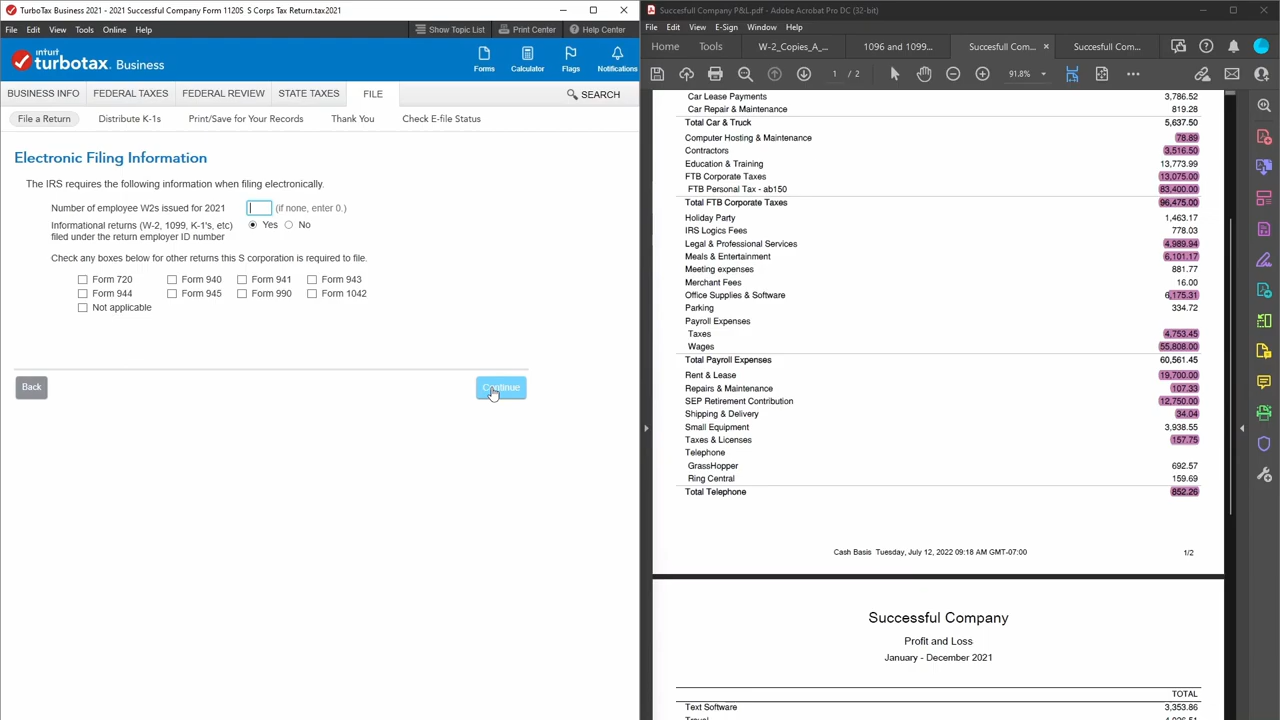 TurboTax Business 2021 - 2021 Successful Company Form 1120S S Corps Tax Return.tax2021
File Edit View Tools Online Help
Show Topic List Print Center Help Center
intuit turbotax. Business
Forms Calculator Flags Notifications
BUSINESS INFO FEDERAL TAXES FEDERAL REVIEW STATE TAXES FILE SEARCH
File a Return Distribute K-1s Print/Save for Your Records Thank You Check E-file Status
Electronic Filing Information
The IRS requires the following information when filing electronically.
Number of employee W2s issued for 2021 (if none, enter 0.)
Informational returns (W-2, 1099, K-1's, etc) Yes No
filed under the return employer ID number
Check any boxes below for other returns this S corporation is required to file.
Form 720 Form 940 Form 941 Form 943
Form 944 Form 945 Form 990 Form 1042
Not applicable
Back Continue
Succesfull Company P&L.pdf - Adobe Acrobat Pro DC (32-bit)
File Edit View E-Sign Window Help
Home Tools W-2_Copies_A_... 1096 and 1099... Succesfull Com... × Succesfull Com...
1 / 2 91.8%
Car Lease Payments 3,786.52
Car Repair & Maintenance 819.28
Total Car & Truck 5,637.50
Computer Hosting & Maintenance 78.89
Contractors 3,516.50
Education & Training 13,773.99
FTB Corporate Taxes 13,075.00
FTB Personal Tax - ab150 83,400.00
Total FTB Corporate Taxes 96,475.00
Holiday Party 1,463.17
IRS Logics Fees 778.03
Legal & Professional Services 4,989.94
Meals & Entertainment 6,101.17
Meeting expenses 881.77
Merchant Fees 16.00
Office Supplies & Software 6,175.31
Parking 334.72
Payroll Expenses
Taxes 4,753.45
Wages 55,808.00
Total Payroll Expenses 60,561.45
Rent & Lease 19,700.00
Repairs & Maintenance 107.33
SEP Retirement Contribution 12,750.00
Shipping & Delivery 34.04
Small Equipment 3,938.55
Taxes & Licenses 157.75
Telephone
GrassHopper 692.57
Ring Central 159.69
Total Telephone 852.26
Cash Basis Tuesday, July 12, 2022 09:18 AM GMT-07:00 1/2
Successful Company
Profit and Loss
January - December 2021
TOTAL
Text Software 3,353.86